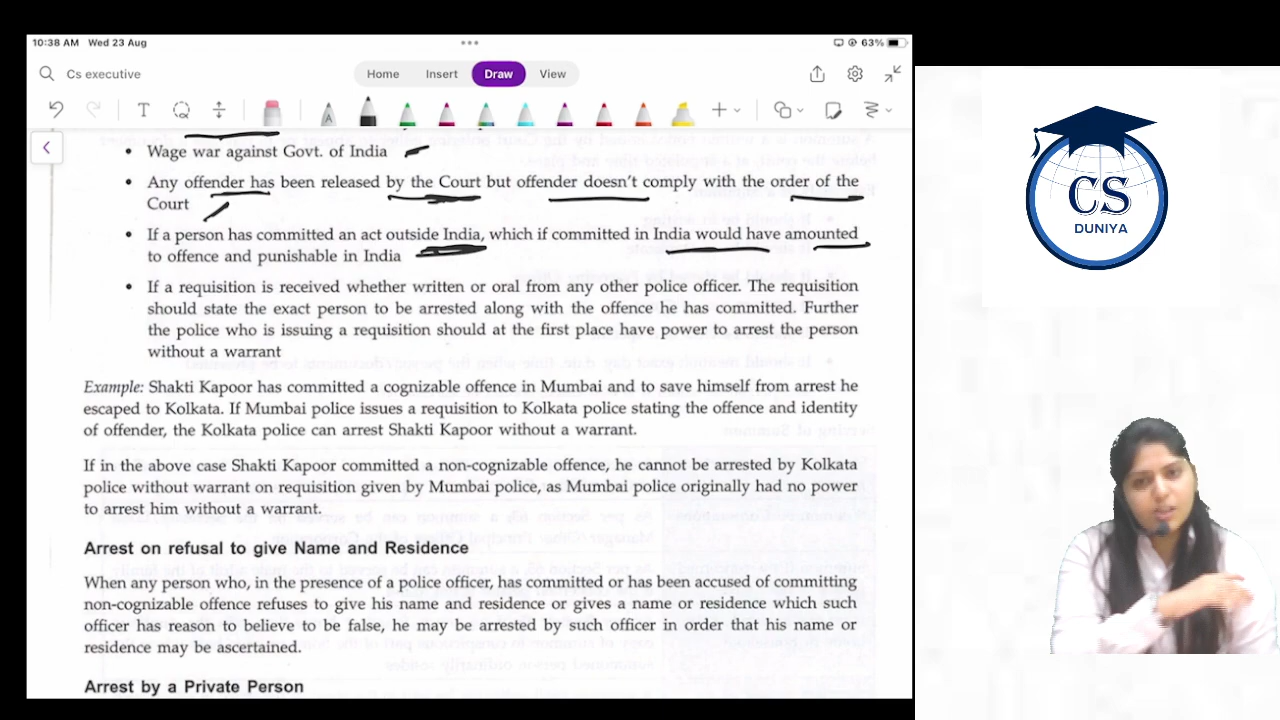 10:38 AM Wed 23 Aug
63%
Cs executive
Home Insert Draw View
Wage war against Govt. of India
Any offender has been released by the Court but offender doesn't comply with the order of the
Court
If a person has committed an act outside India, which if committed in India would have amounted
to offence and punishable in India
If a requisition is received whether written or oral from any other police officer. The requisition
should state the exact person to be arrested along with the offence he has committed. Further
the police who is issuing a requisition should at the first place have power to arrest the person
without a warrant
Example: Shakti Kapoor has committed a cognizable offence in Mumbai and to save himself from arrest he
escaped to Kolkata. If Mumbai police issues a requisition to Kolkata police stating the offence and identity
of offender, the Kolkata police can arrest Shakti Kapoor without a warrant.
If in the above case Shakti Kapoor committed a non-cognizable offence, he cannot be arrested by Kolkata
police without warrant on requisition given by Mumbai police, as Mumbai police originally had no power
to arrest him without a warrant.
Arrest on refusal to give Name and Residence
When any person who, in the presence of a police officer, has committed or has been accused of committing
non-cognizable offence refuses to give his name and residence or gives a name or residence which such
officer has reason to believe to be false, he may be arrested by such officer in order that his name or
residence may be ascertained.
Arrest by a Private Person
CS
DUNIYA